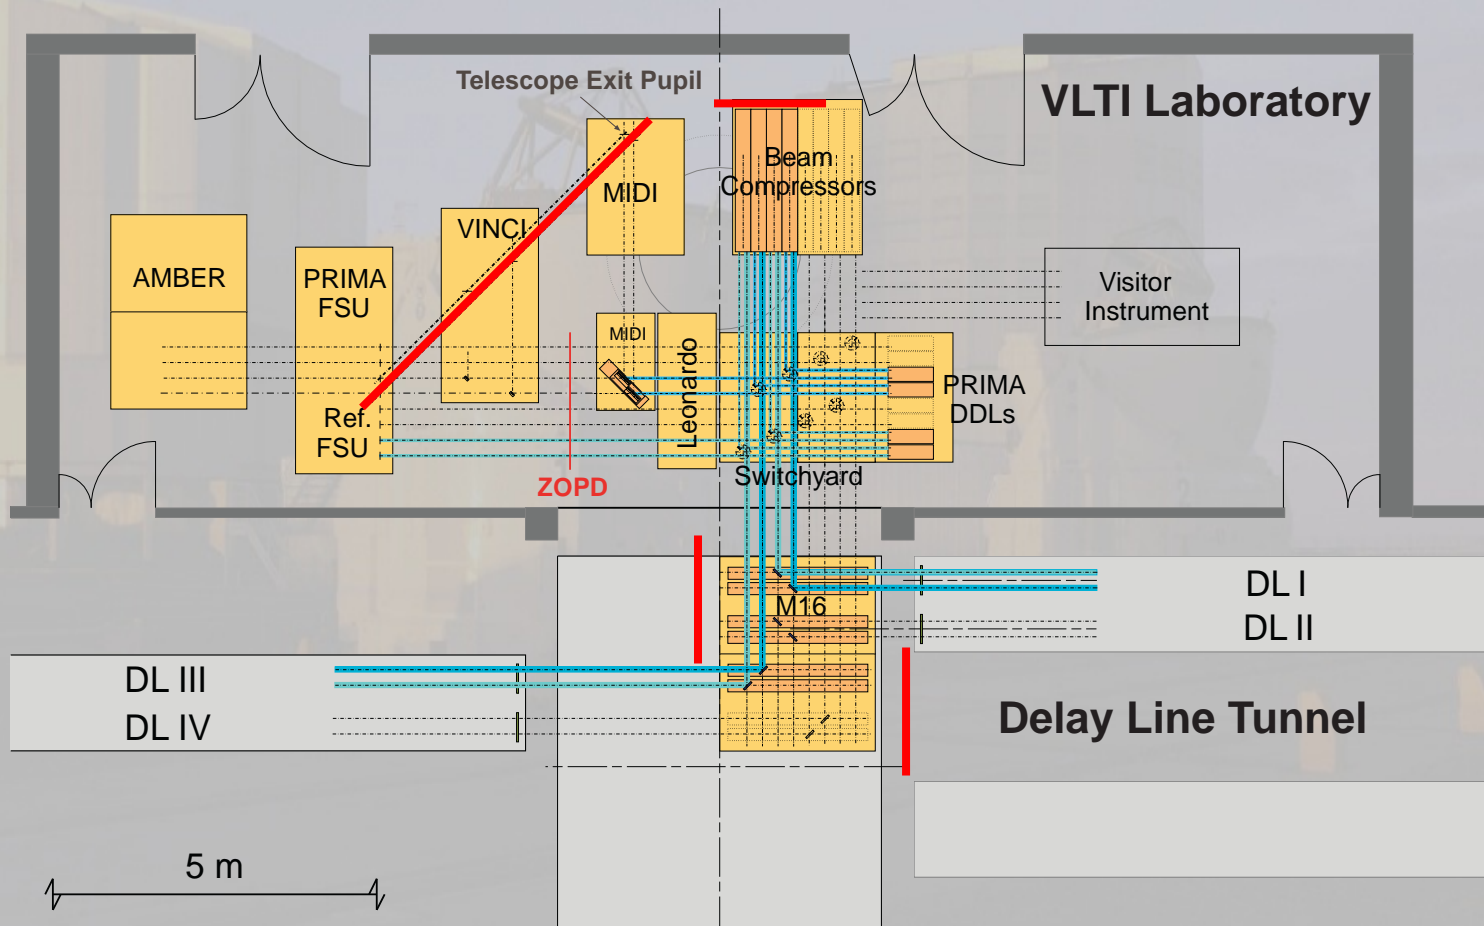 Telescope Exit Pupil
VLTI Laboratory
Beam
Compressors
MIDI
VINCI
AMBER
PRIMA
FSU
Visitor
Instrument
MIDI
Leonardo
PRIMA
DDLs
Ref.
FSU
Switchyard
ZOPD
M16
DL I
DL II
DL III
DL IV
Delay Line Tunnel
5 m